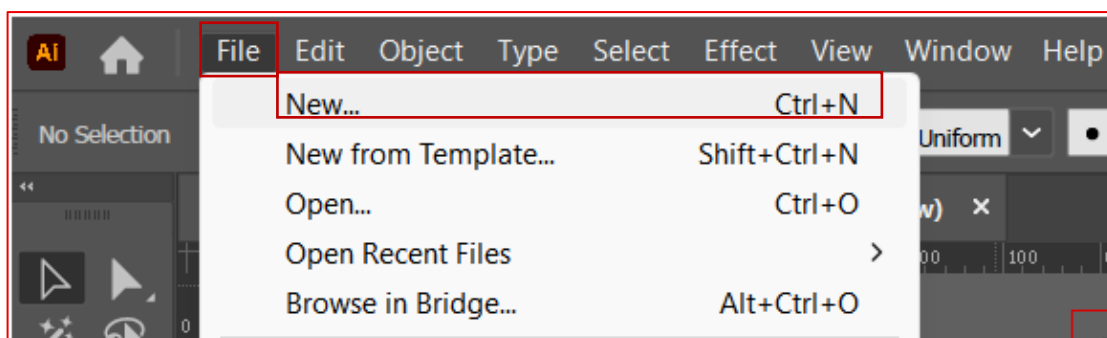 Ai File Edit Object Type Select Effect View Window Help
New... Ctrl+N
No Selection
Uniform
New from Template... Shift+Ctrl+N
Open... Ctrl+O
w) ×
Open Recent Files >
100
Browse in Bridge... Alt+Ctrl+O
0